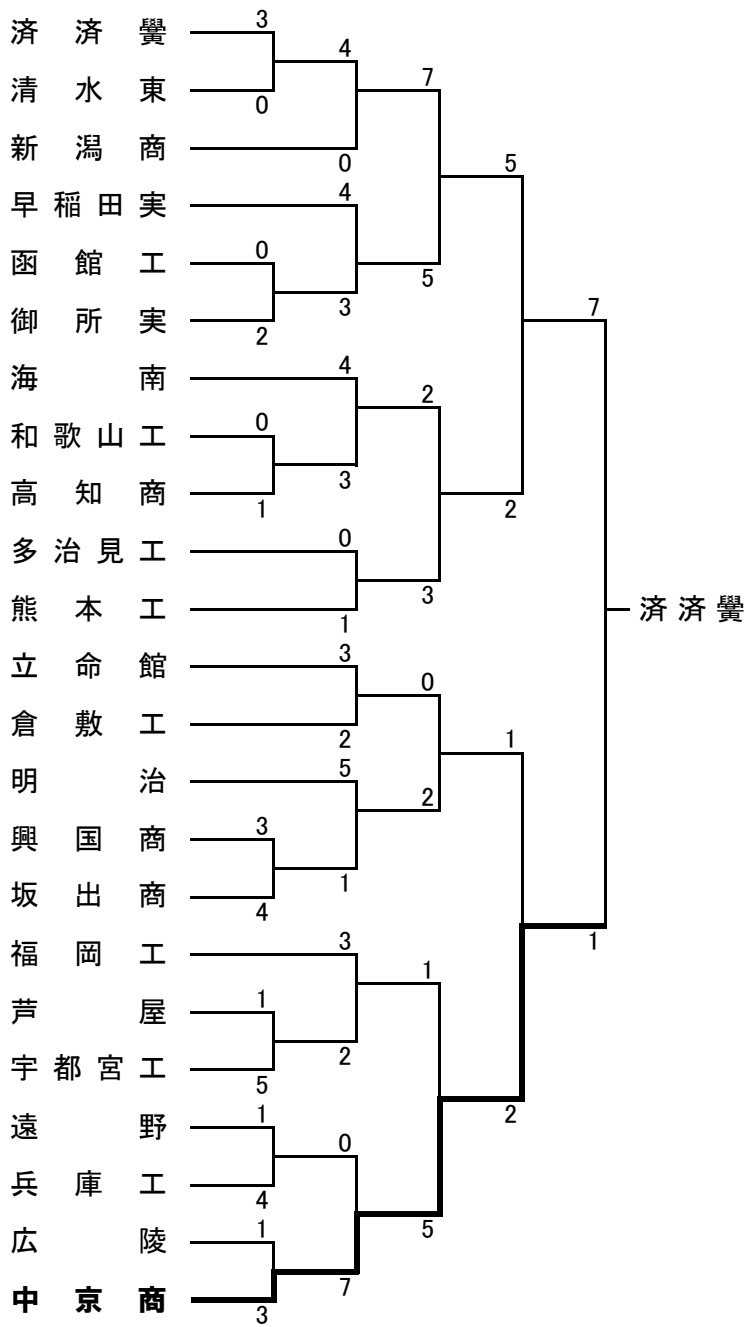 済済黌 3
4
清水東 0
7
新潟商 0
5
早稲田実 4
函館工 0
5
御所実 2
3
7
海南 4
2
和歌山工 0
3
高知商 1
2
多治見工 0
3
熊本工 1
済済黌
立命館 3
0
倉敷工 2
1
明治 5
2
興国商 3
1
坂出商 4
1
福岡工 3
1
芦屋 1
2
宇都宮工 5
2
遠野 1
0
兵庫工 4
5
広陵 1
7
中京商 3